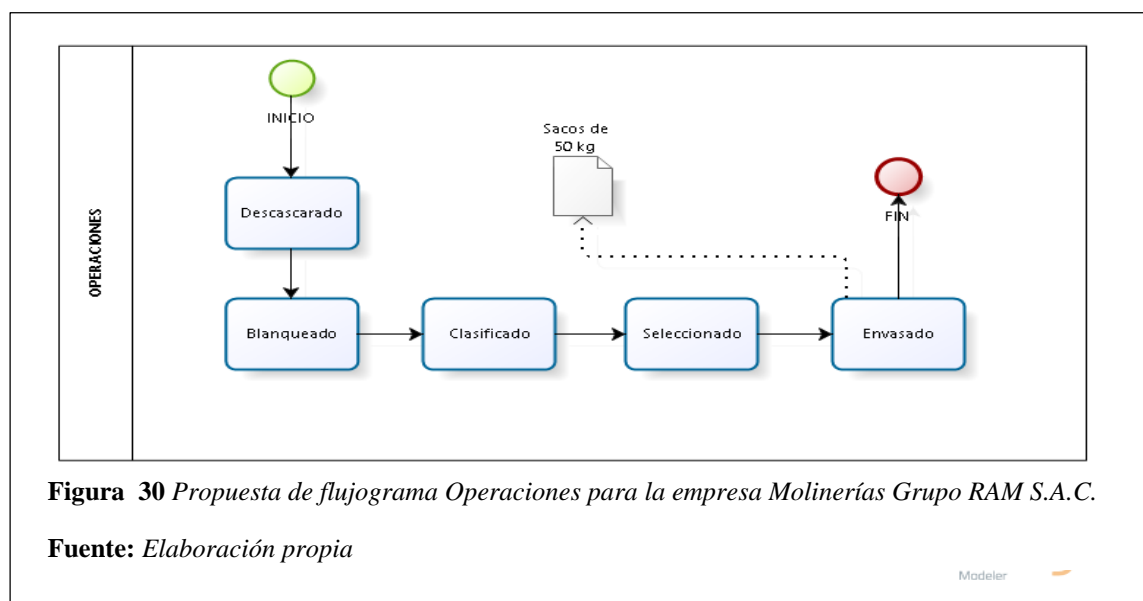 OPERACIONES
INICIO
Descascarado
Blanqueado
Clasificado
Seleccionado
Envasado
Sacos de
50 kg
FIN
Figura 30 Propuesta de flujograma Operaciones para la empresa Molinerías Grupo RAM S.A.C.
Fuente: Elaboración propia
Modeler